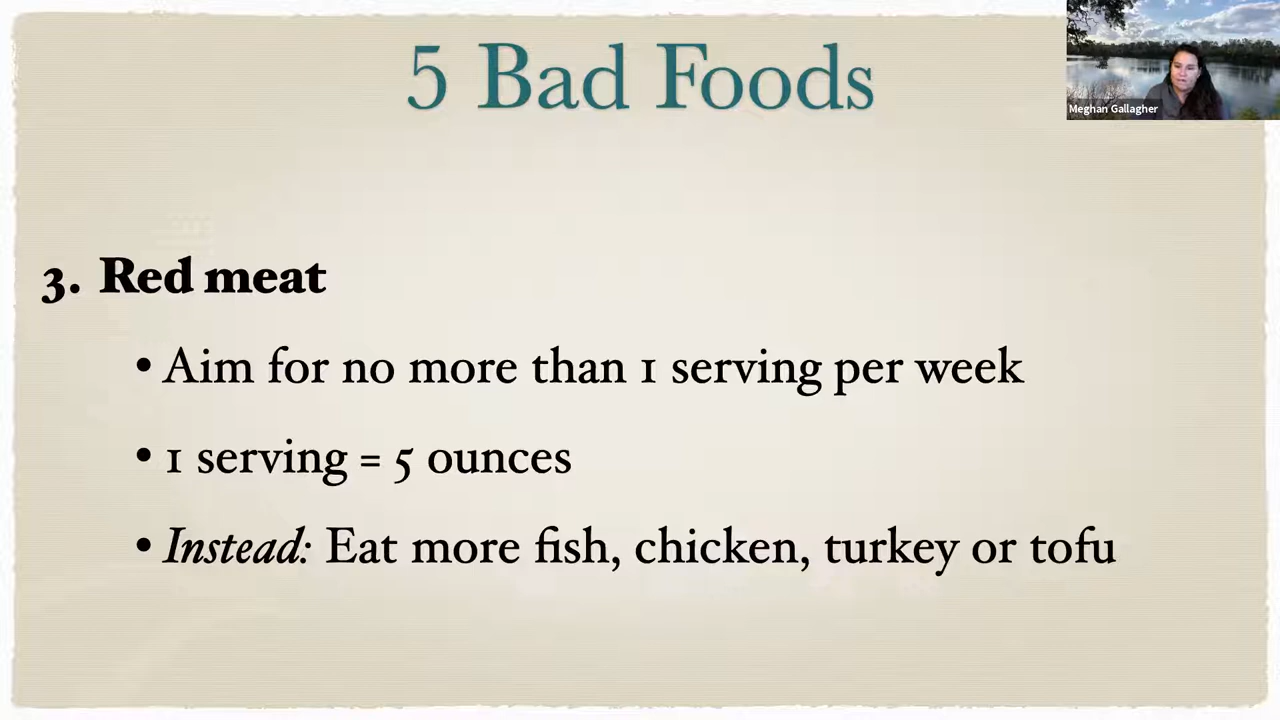 5 Bad Foods
Meghan Gallagher
3. Red meat
• Aim for no more than 1 serving per week
• 1 serving = 5 ounces
• Instead: Eat more fish, chicken, turkey or tofu